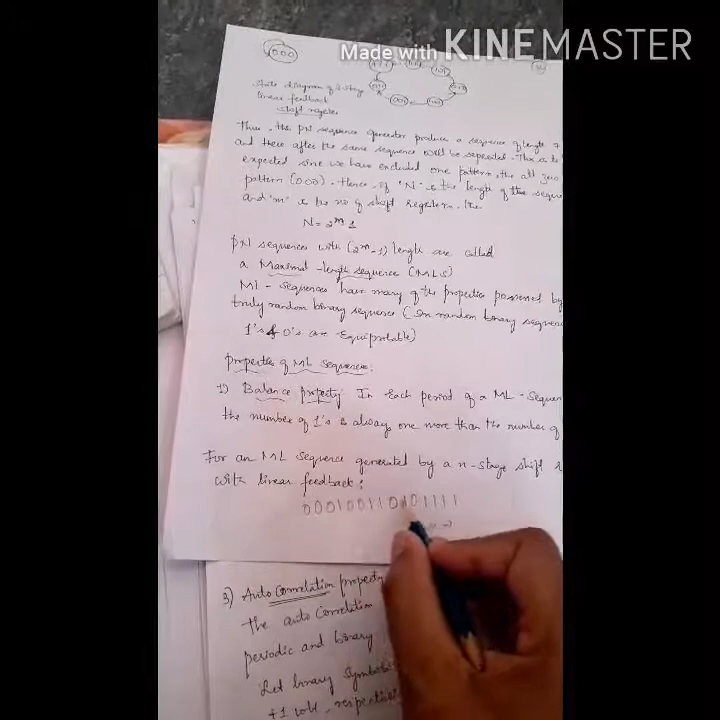 Made with KINEMASTER
000
State diagram of 3 stage
linear feedback
shift register
Thus, the PN sequence generator produce a sequence of length 7
and there after the same sequence will be repeated. This is to
expected since we have excluded one pattern, the all zero
pattern (000). Hence, if 'N' is the length of the seque
and 'm' is the no of shift registers, the
N = 2^m-1
PN sequences with (2^m-1) length are called
a Maximal-length sequence (MLS)
ML - sequences have many of the properties possessed by
truly random binary sequence (In random binary sequen
1's & 0's are Equiprobable)
Properties of ML Sequences:
1) Balance property: In each period of a ML-Sequen
the number of 1's is always one more than the number of
For an ML sequence generated by a n-stage shift
with linear feedback:
000100110101111
3) Auto Correlation property
the auto Correlation
periodic and binary
Let binary symbols
+1 volt respectivel